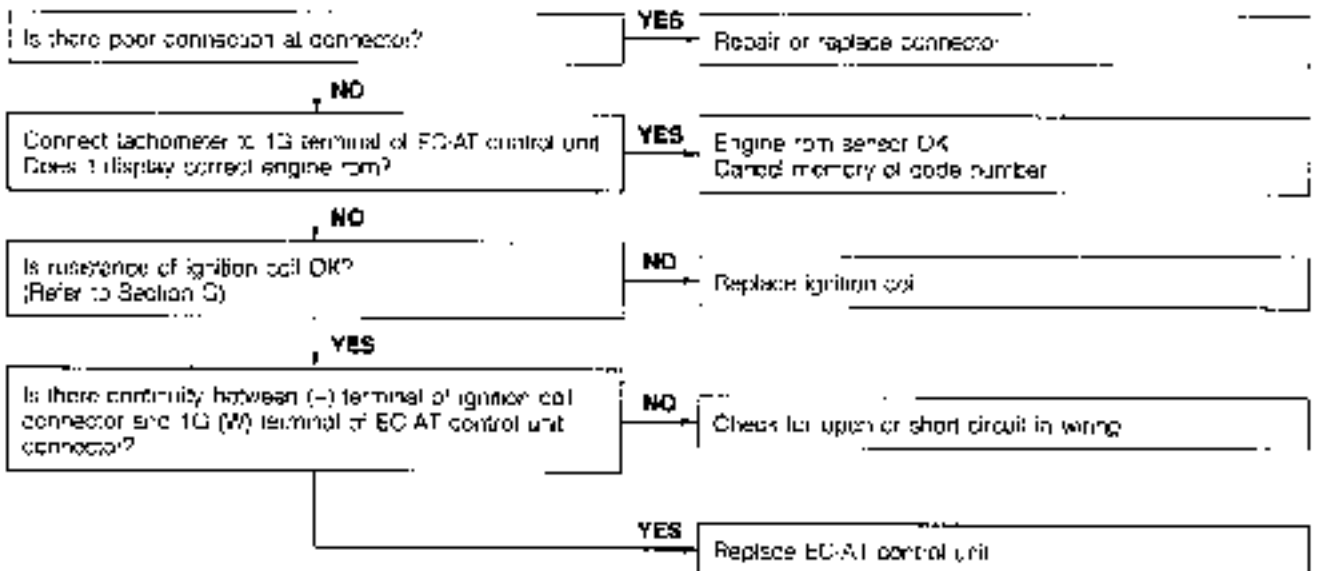 Is there poor connection at connector?
YES
Repair or replace connector
NO
Connect tachometer to 1G terminal of EC-AT control unit
Does it display correct engine rpm?
YES
Engine rpm sensor OK
Cancel memory of code number
NO
Is resistance of ignition coil OK?
(Refer to Section G)
NO
Replace ignition coil
YES
Is there continuity between (–) terminal of ignition coil
connector and 1G (W) terminal of EC-AT control unit
connector?
NO
Check for open or short circuit in wiring
YES
Replace EC-AT control unit